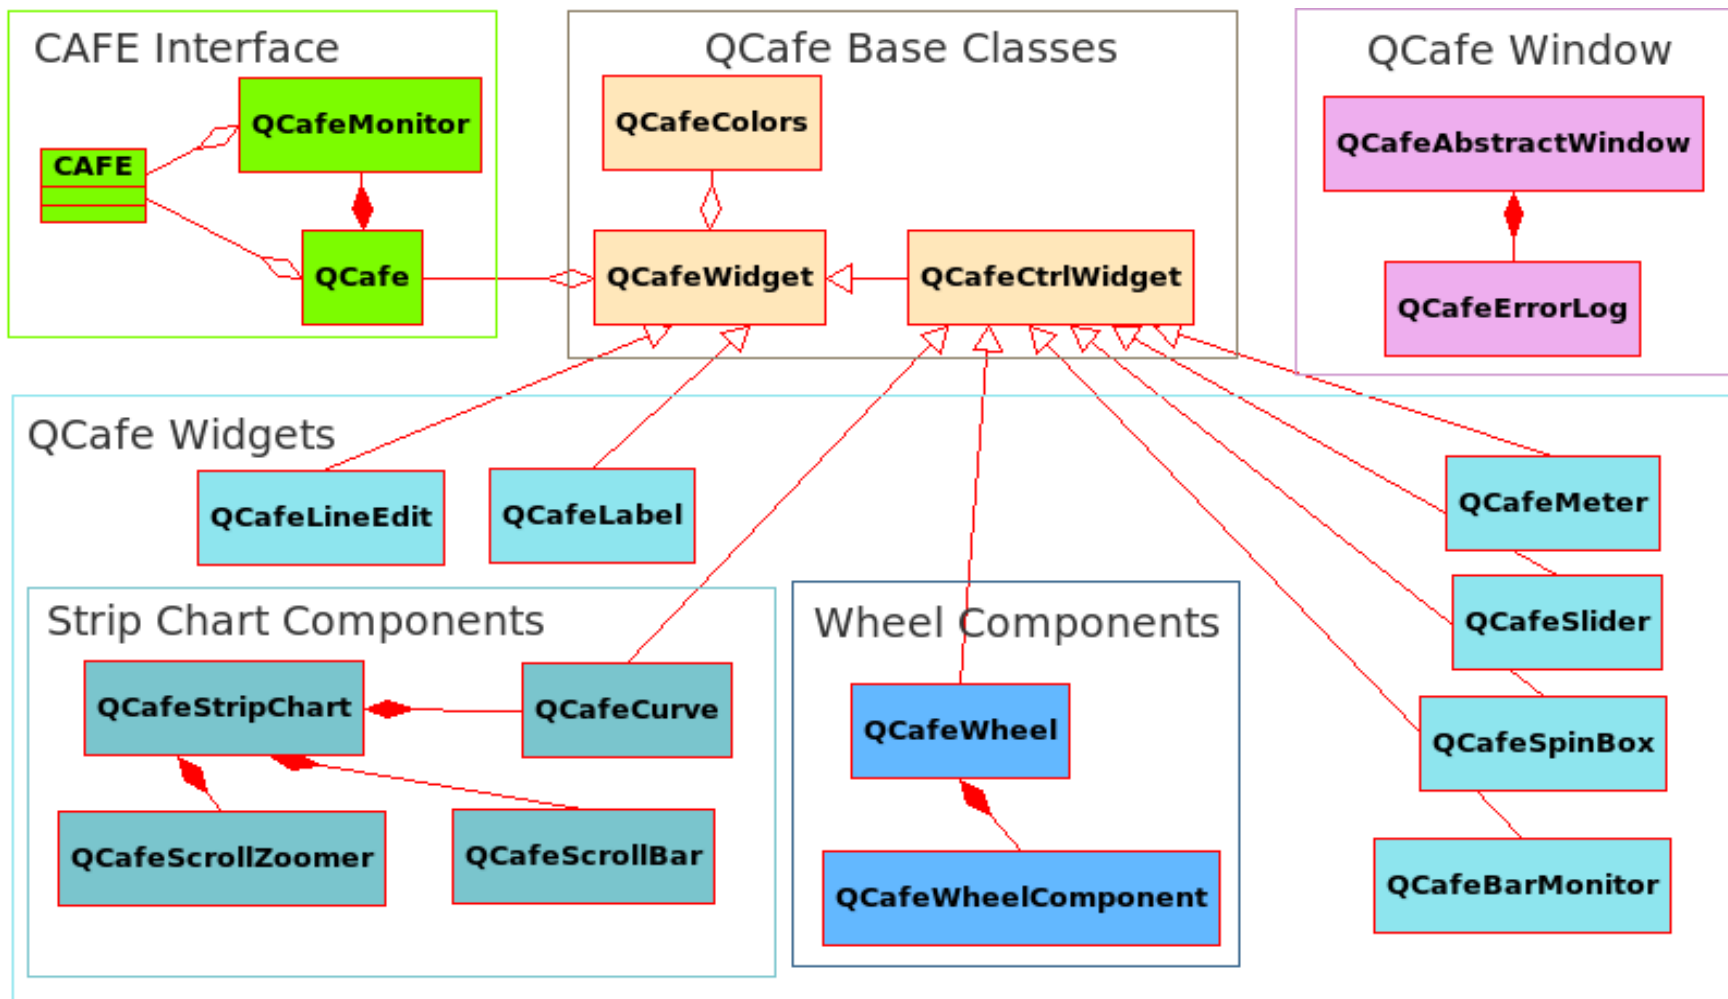 CAFE Interface
QCafeMonitor
CAFE
QCafe
QCafe Base Classes
QCafeColors
QCafeWidget
QCafeCtrlWidget
QCafe Window
QCafeAbstractWindow
QCafeErrorLog
QCafe Widgets
QCafeLineEdit
QCafeLabel
Strip Chart Components
QCafeStripChart
QCafeCurve
QCafeScrollZoomer
QCafeScrollBar
Wheel Components
QCafeWheel
QCafeWheelComponent
QCafeMeter
QCafeSlider
QCafeSpinBox
QCafeBarMonitor